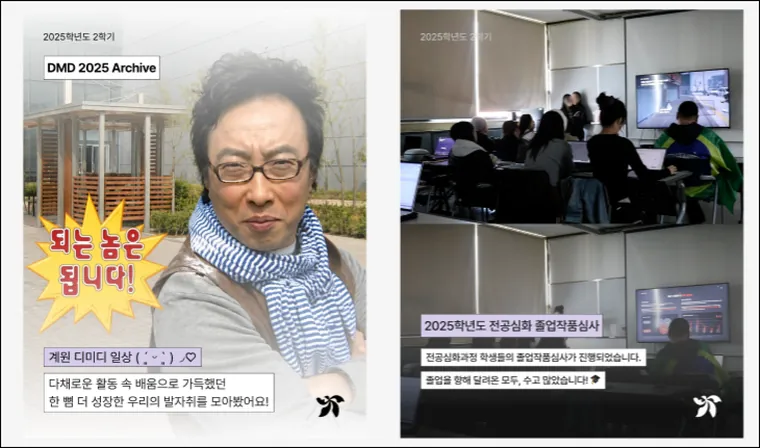 2025학년도 2학기
DMD 2025 Archive
되는 놈은
됩니다!
계원 디미디 일상 ( ˊᵕˋ ) ⸝♡
다채로운 활동 속 배움으로 가득했던
한 뼘 더 성장한 우리의 발자취를 모아봤어요!
2025학년도 2학기
2025학년도 전공심화 졸업작품심사
전공심화과정 학생들의 졸업작품심사가 진행되었습니다.
졸업을 향해 달려온 모두, 수고 많았습니다! 🎓